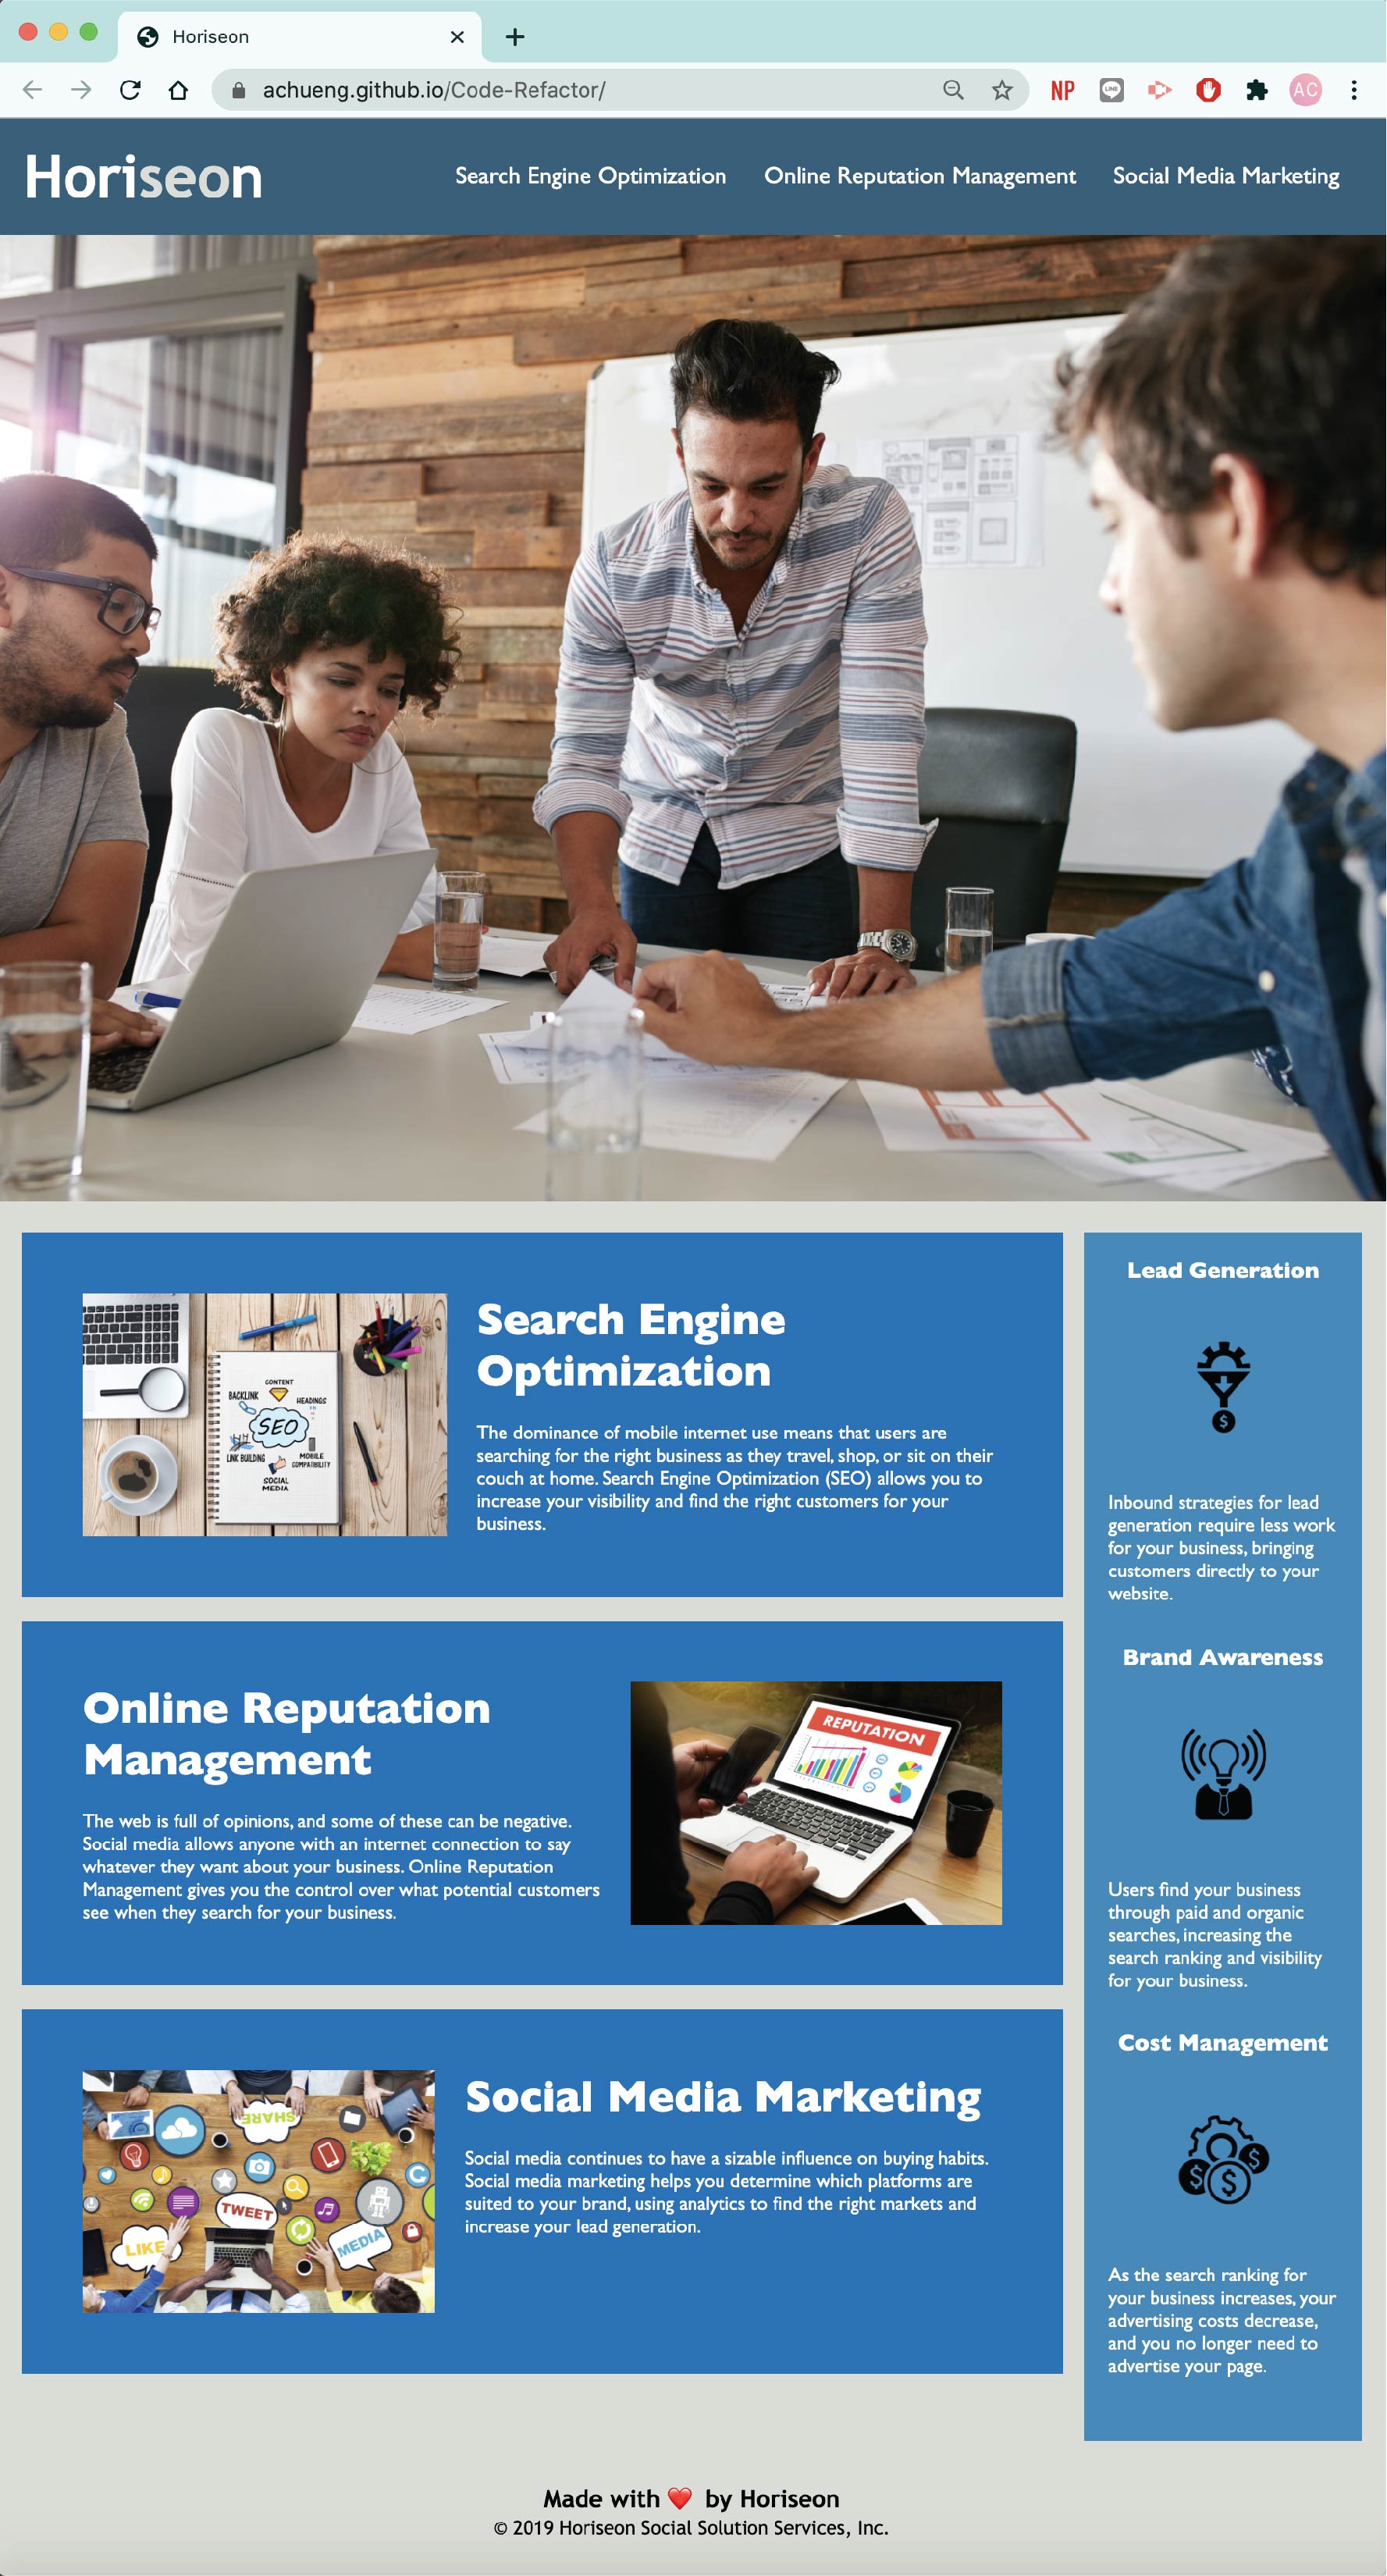 Horiseon
achueng.github.io/Code-Refactor/
NP
LINE
AC
Horiseon
Search Engine Optimization
Online Reputation Management
Social Media Marketing
CONTENT
BACKLINK
HEADINGS
SEO
LINK BUILDING
MOBILE
COMPATIBILITY
SOCIAL
MEDIA
Search Engine
Optimization
The dominance of mobile internet use means that users are
searching for the right business as they travel, shop, or sit on their
couch at home. Search Engine Optimization (SEO) allows you to
increase your visibility and find the right customers for your
business.
Online Reputation
Management
The web is full of opinions, and some of these can be negative.
Social media allows anyone with an internet connection to say
whatever they want about your business. Online Reputation
Management gives you the control over what potential customers
see when they search for your business.
REPUTATION
SHARE
TWEET
LIKE
MEDIA
Social Media Marketing
Social media continues to have a sizable influence on buying habits.
Social media marketing helps you determine which platforms are
suited to your brand, using analytics to find the right markets and
increase your lead generation.
Lead Generation
$
Inbound strategies for lead
generation require less work
for your business, bringing
customers directly to your
website.
Brand Awareness
Users find your business
through paid and organic
searches, increasing the
search ranking and visibility
for your business.
Cost Management
$ $ $
As the search ranking for
your business increases, your
advertising costs decrease,
and you no longer need to
advertise your page.
Made with ❤️ by Horiseon
© 2019 Horiseon Social Solution Services, Inc.